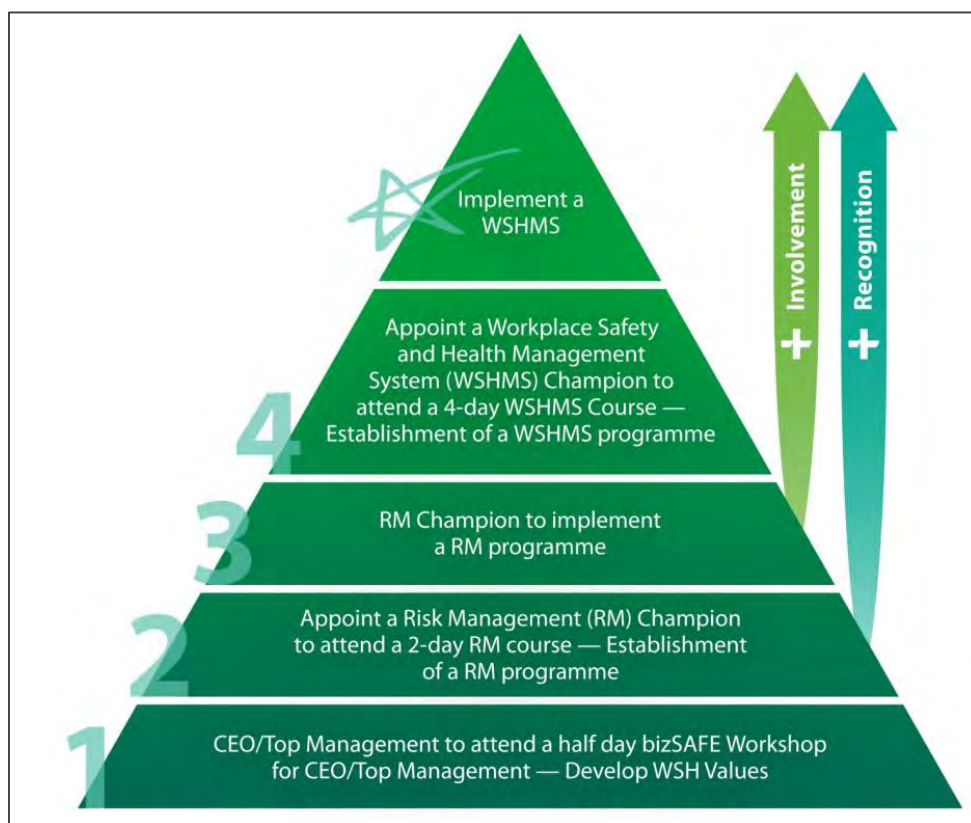 Implement a
WSHMS
Appoint a Workplace Safety
and Health Management
System (WSHMS) Champion to
attend a 4-day WSHMS Course —
Establishment of a WSHMS programme
4
RM Champion to implement
a RM programme
3
Appoint a Risk Management (RM) Champion
to attend a 2-day RM course — Establishment
of a RM programme
2
CEO/Top Management to attend a half day bizSAFE Workshop
for CEO/Top Management — Develop WSH Values
1
+ Involvement
+ Recognition